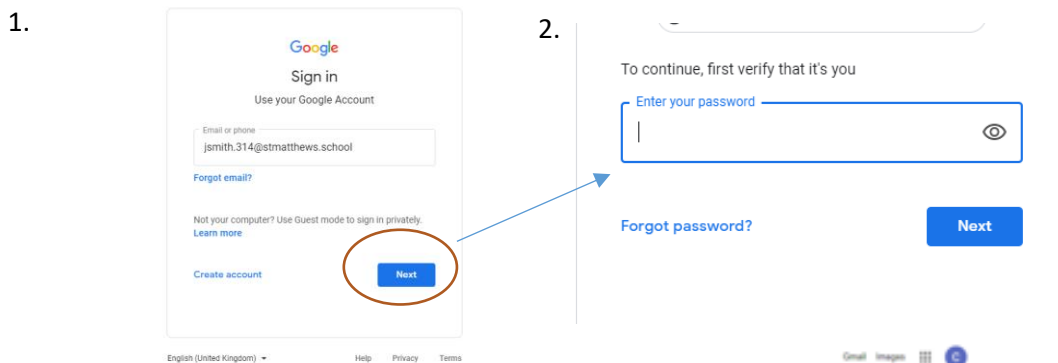 1.
Google
Sign in
Use your Google Account
Email or phone
jsmith.314@stmatthews.school
Forgot email?
Not your computer? Use Guest mode to sign in privately.
Learn more
Create account
Next
English (United Kingdom)
Help Privacy Terms
2.
To continue, first verify that it's you
Enter your password
Forgot password?
Next
Gmail Images
C